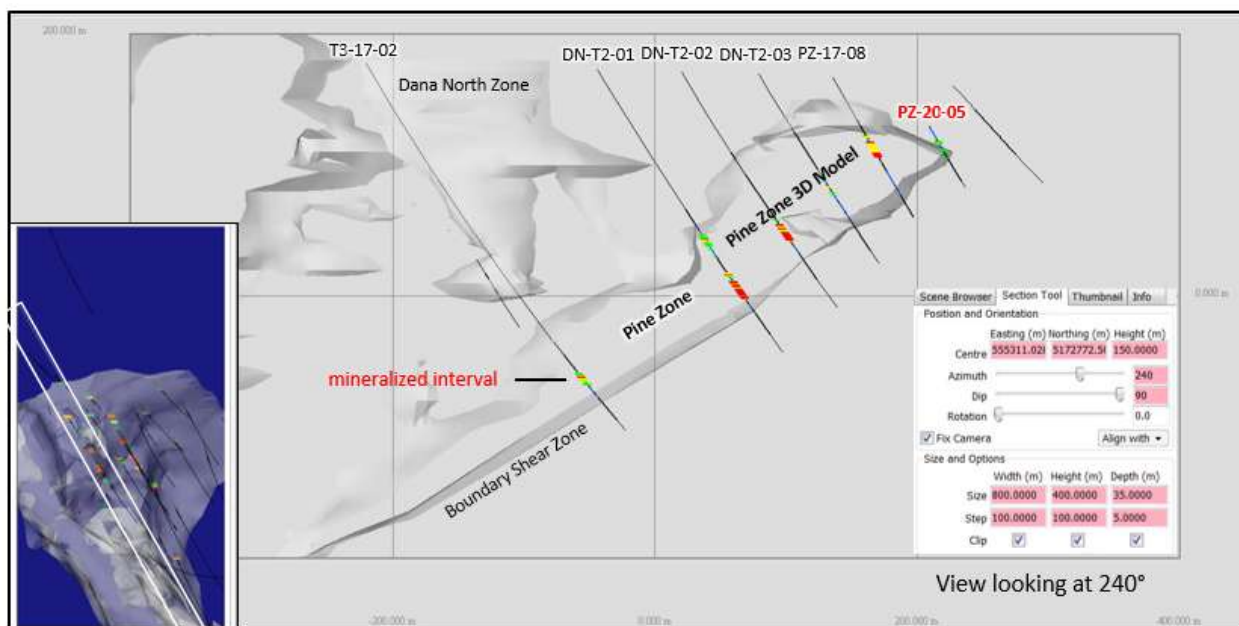 200.000 m
T3-17-02
DN-T2-01
DN-T2-02
DN-T2-03
PZ-17-08
Dana North Zone
PZ-20-05
Pine Zone 3D Model
Pine Zone
0.000 m
mineralized interval
Boundary Shear Zone
Scene Browser Section Tool Thumbnail Info
Position and Orientation
Easting (m) Northing (m) Height (m)
Centre 555311.02 5172772.5 150.0000
Azimuth 240
Dip 90
Rotation 0.0
Fix Camera Align with
Size and Options
Width (m) Height (m) Depth (m)
Size 800.0000 400.0000 35.0000
Step 100.0000 100.0000 5.0000
Clip
View looking at 240°
-200.000 m
0.000 m
200.000 m
-400.000 m